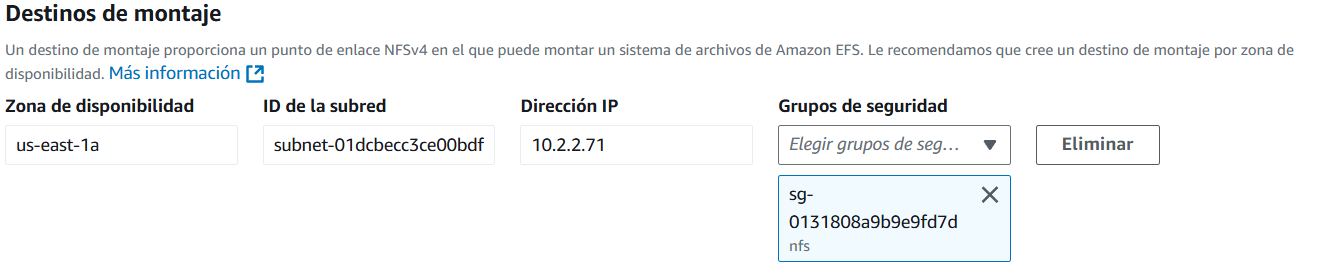 Destinos de montaje
Un destino de montaje proporciona un punto de enlace NFSv4 en el que puede montar un sistema de archivos de Amazon EFS. Le recomendamos que cree un destino de montaje por zona de
disponibilidad. Más información
Zona de disponibilidad ID de la subred Dirección IP Grupos de seguridad
us-east-1a subnet-01dcbecc3ce00bdf 10.2.2.71 Elegir grupos de seg... Eliminar
sg-
0131808a9b9e9fd7d
nfs